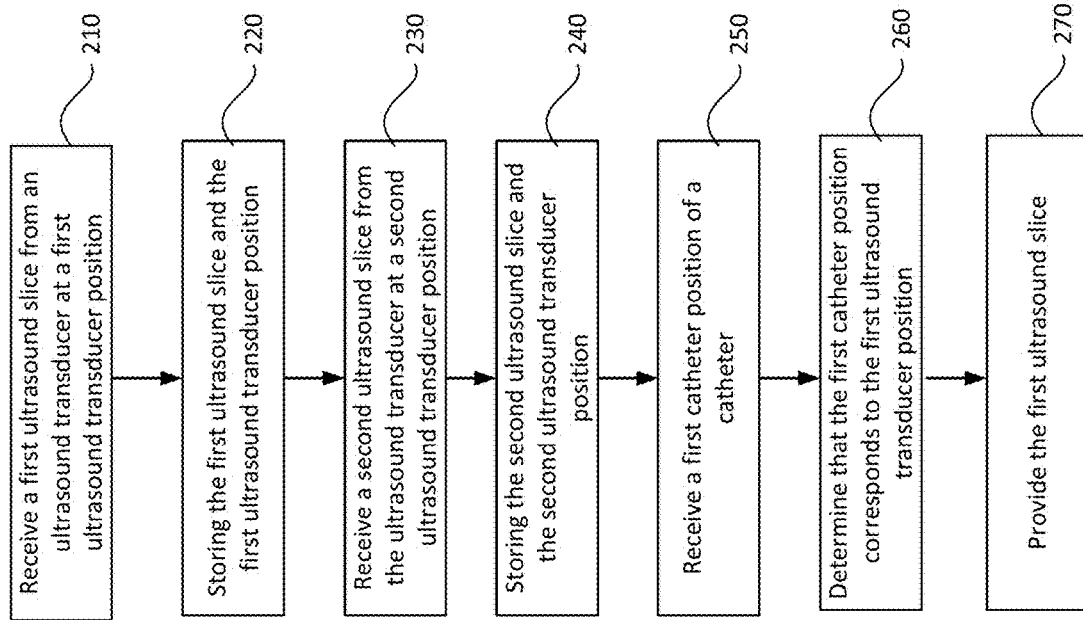 Receive a first ultrasound slice from an
ultrasound transducer at a first
ultrasound transducer position
210
Storing the first ultrasound slice and the
first ultrasound transducer position
220
Receive a second ultrasound slice from
the ultrasound transducer at a second
ultrasound transducer position
230
Storing the second ultrasound slice and
the second ultrasound transducer
position
240
Receive a first catheter position of a
catheter
250
Determine that the first catheter position
corresponds to the first ultrasound
transducer position
260
Provide the first ultrasound slice
270